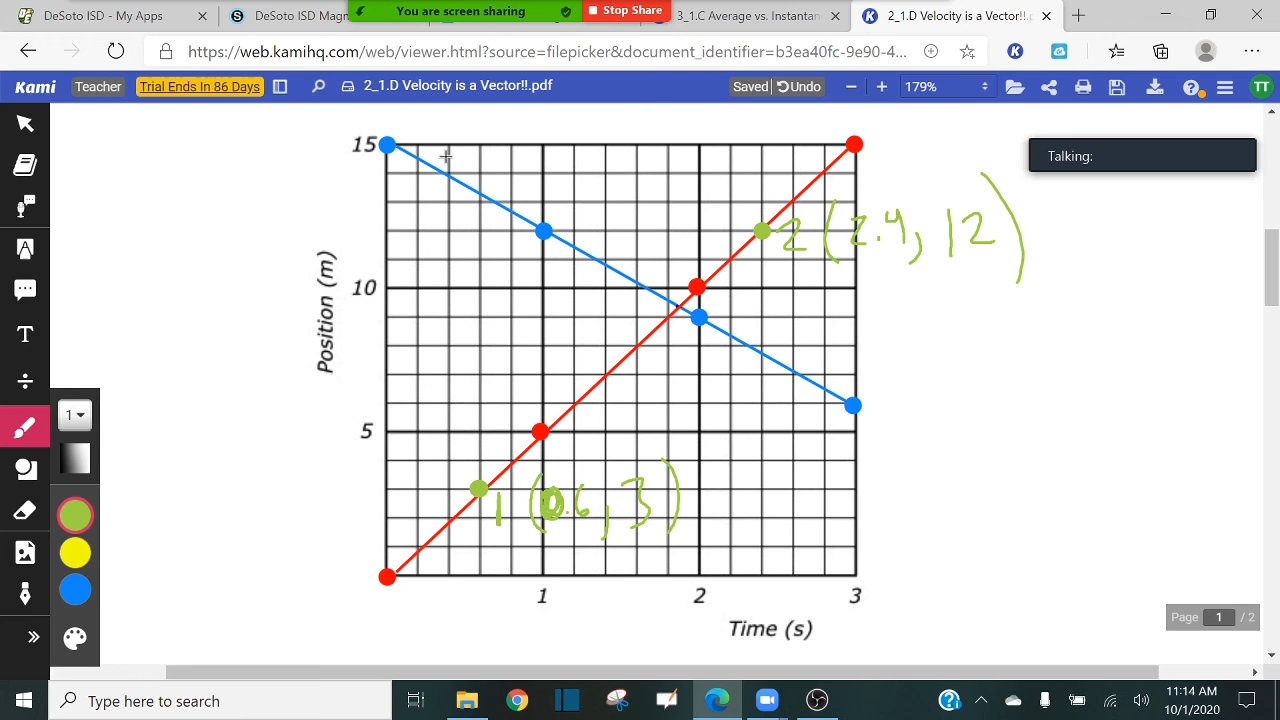 DeSoto ISD - my.App
DeSoto ISD Magn
You are screen sharing
Stop Share
3_1.C Average vs. Instantan
2_1.D Velocity is a Vector!!.p
https://web.kamihq.com/web/viewer.html?source=filepicker&document_identifier=b3ea40fc-9e90-4...
Kami
Teacher
Trial Ends In 86 Days
2_1.D Velocity is a Vector!!.pdf
Saved
Undo
179%
TT
Talking:
15
2 (2.4, 12)
10
Position (m)
5
1 (0.6, 3)
1
2
3
Time (s)
1
T
A
Page 1 / 2
Type here to search
11:14 AM
10/1/2020